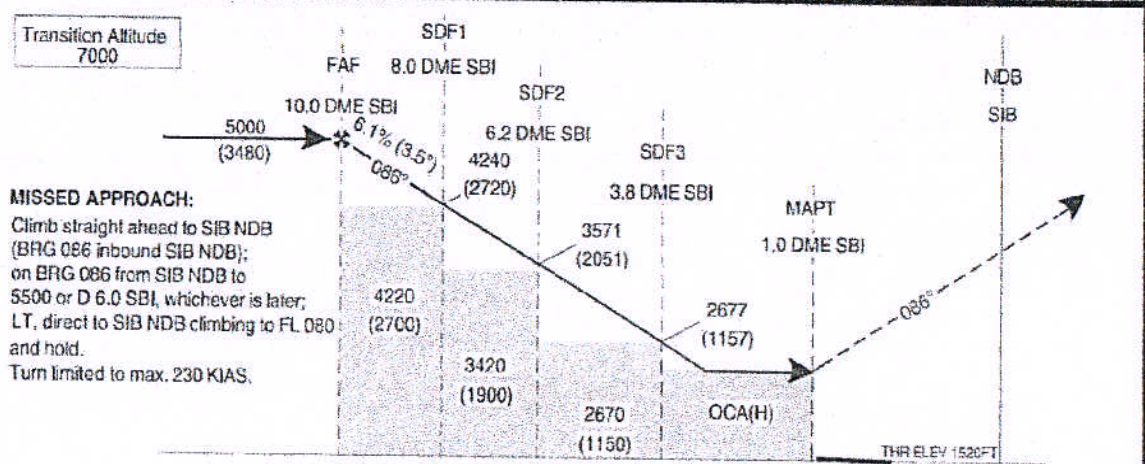 Transition Altitude
7000
SDF1
8.0 DME SBI
FAF
10.0 DME SBI
SDF2
6.2 DME SBI
NDB
SIB
5000
(3480)
6.1% (3.5°)
086°
4240
(2720)
SDF3
3.8 DME SBI
MISSED APPROACH:
Climb straight ahead to SIB NDB
(BRG 086 inbound SIB NDB);
on BRG 086 from SIB NDB to
5500 or D 6.0 SBI, whichever is later;
LT, direct to SIB NDB climbing to FL 080
and hold.
Turn limited to max. 230 KIAS.
MAPT
1.0 DME SBI
3571
(2051)
4220
(2700)
2677
(1157)
086°
3420
(1900)
2670
(1150)
OCA(H)
THR ELEV 1520FT